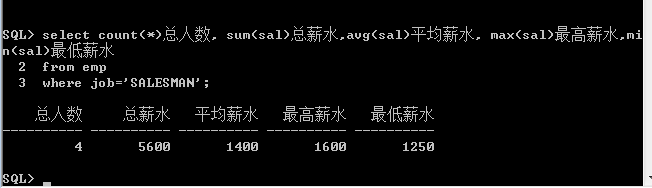 SQL> select count(*)总人数, sum(sal)总薪水,avg(sal)平均薪水, max(sal)最高薪水,mi
n(sal)最低薪水
2 from emp
3 where job='SALESMAN';
总人数 总薪水 平均薪水 最高薪水 最低薪水
---------- ---------- ---------- ---------- ----------
4 5600 1400 1600 1250
SQL>